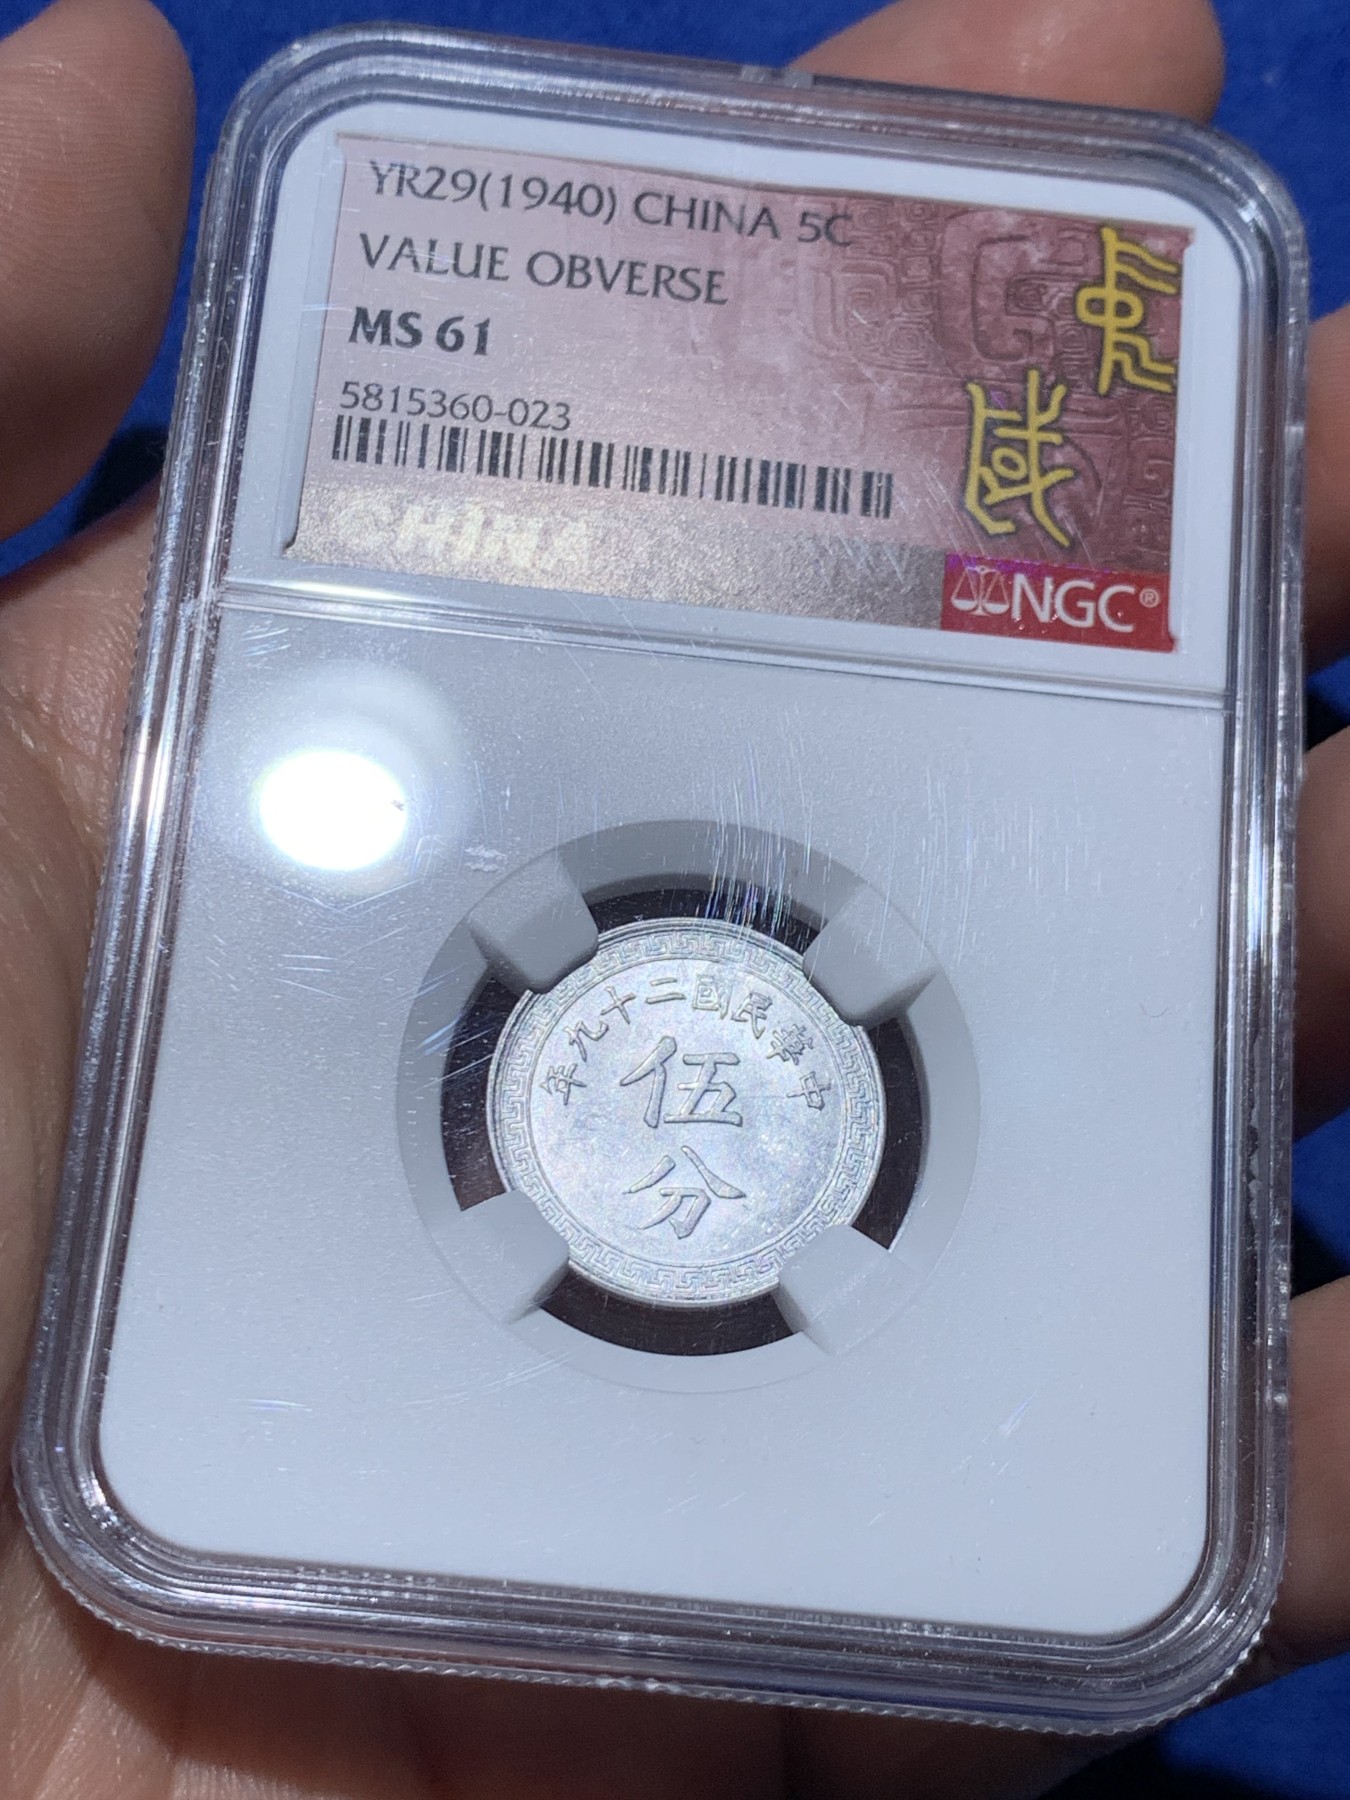 YR29(1940) CHINA 5C
VALUE OBVERSE
MS 61
5815360-023
CHINA
NGC®
年九十二國民華中
伍
分